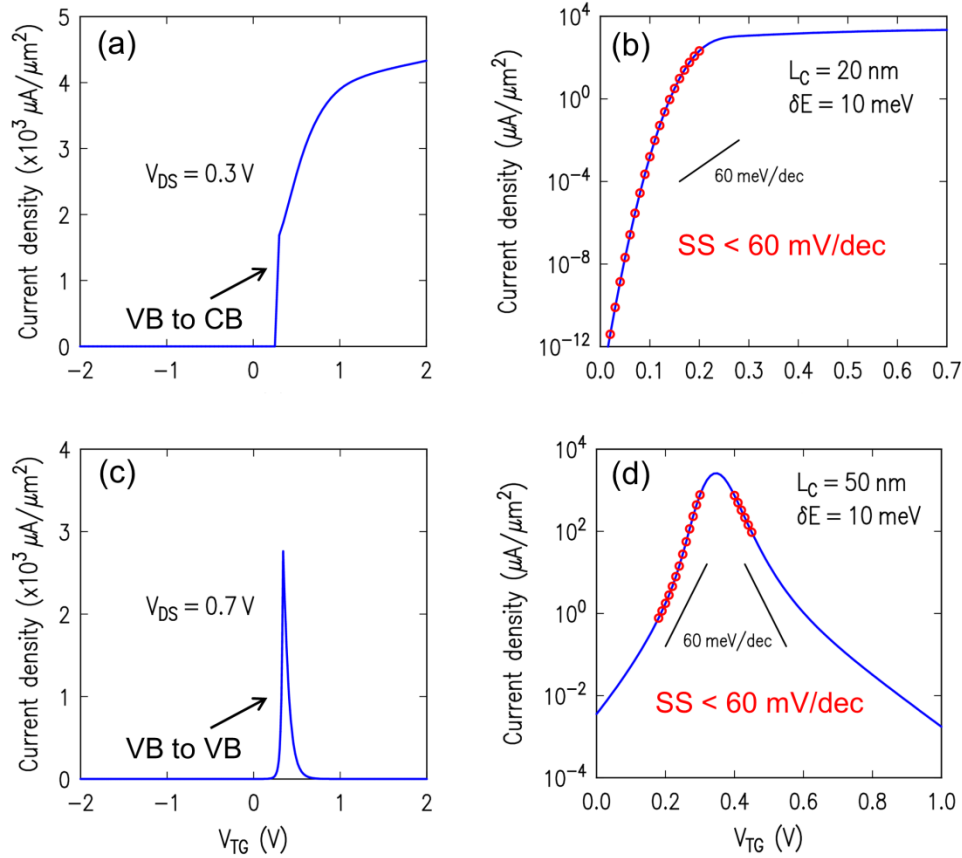 (a)
Current density (x10³ μA/μm²)
5
4
3
2
1
0
V_DS = 0.3 V
VB to CB
−2 −1 0 1 2
(b)
Current density (μA/μm²)
10⁴
10⁰
10⁻⁴
10⁻⁸
10⁻¹²
L_C = 20 nm
δE = 10 meV
60 meV/dec
SS < 60 mV/dec
0.0 0.1 0.2 0.3 0.4 0.5 0.6 0.7
(c)
Current density (x10³ μA/μm²)
4
3
2
1
0
V_DS = 0.7 V
VB to VB
−2 −1 0 1 2
V_TG (V)
(d)
Current density (μA/μm²)
10⁴
10²
10⁰
10⁻²
10⁻⁴
L_C = 50 nm
δE = 10 meV
60 meV/dec
SS < 60 mV/dec
0.0 0.2 0.4 0.6 0.8 1.0
V_TG (V)